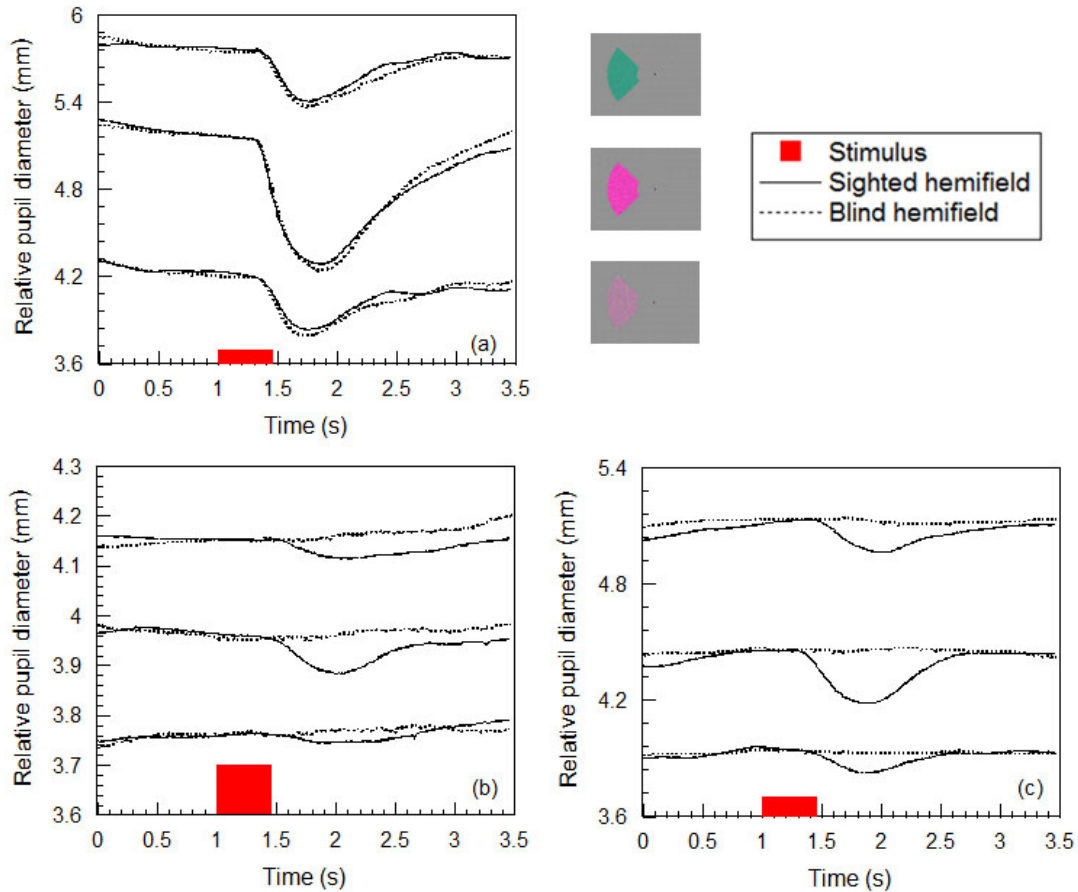 Relative pupil diameter (mm)
6
5.4
4.8
4.2
3.6
0 0.5 1 1.5 2 2.5 3 3.5
Time (s)
(a)
Stimulus
Sighted hemifield
Blind hemifield
Relative pupil diameter (mm)
4.3
4.2
4.1
4
3.9
3.8
3.7
3.6
0 0.5 1 1.5 2 2.5 3 3.5
Time (s)
(b)
Relative pupil diameter (mm)
5.4
4.8
4.2
3.6
0 0.5 1 1.5 2 2.5 3 3.5
Time (s)
(c)